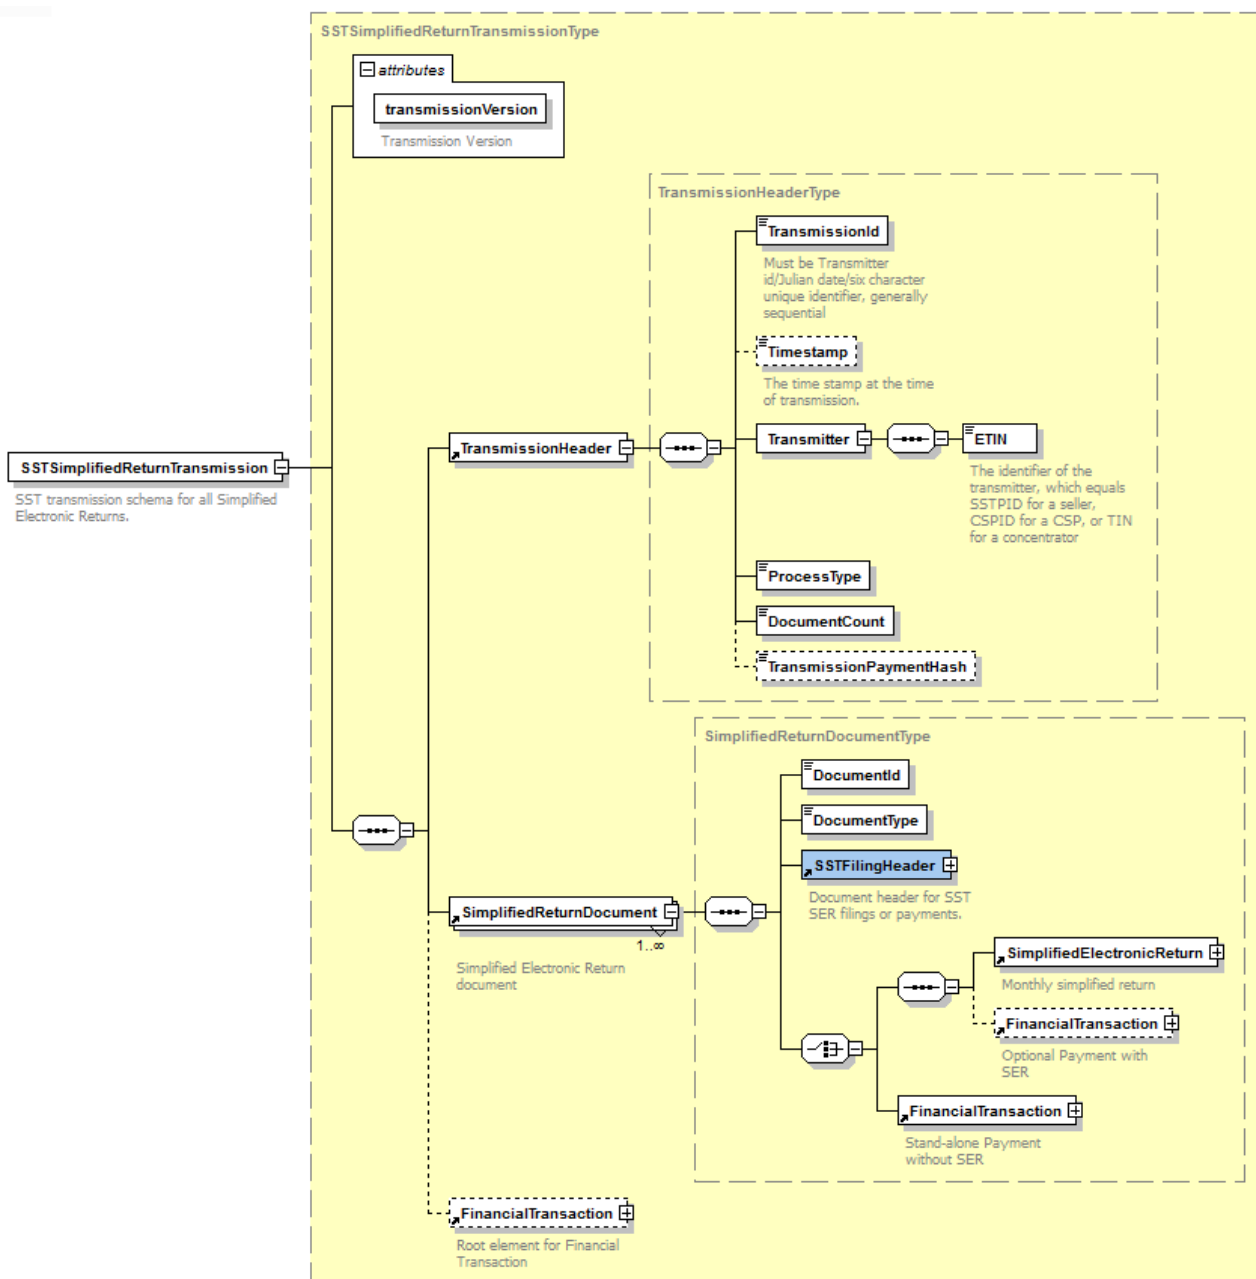 SSTSimplifiedReturnTransmissionType
attributes
transmissionVersion
Transmission Version
TransmissionHeaderType
TransmissionId
Must be Transmitter
id/Julian date/six character
unique identifier, generally
sequential
Timestamp
The time stamp at the time
of transmission.
Transmitter
ETIN
The identifier of the
transmitter, which equals
SSTPID for a seller,
CSPID for a CSP, or TIN
for a concentrator
TransmissionHeader
SSTSimplifiedReturnTransmission
SST transmission schema for all Simplified
Electronic Returns.
ProcessType
DocumentCount
TransmissionPaymentHash
SimplifiedReturnDocumentType
DocumentId
DocumentType
SSTFilingHeader
Document header for SST
SER filings or payments.
SimplifiedReturnDocument
1..∞
Simplified Electronic Return
document
SimplifiedElectronicReturn
Monthly simplified return
FinancialTransaction
Optional Payment with
SER
FinancialTransaction
Stand-alone Payment
without SER
FinancialTransaction
Root element for Financial
Transaction